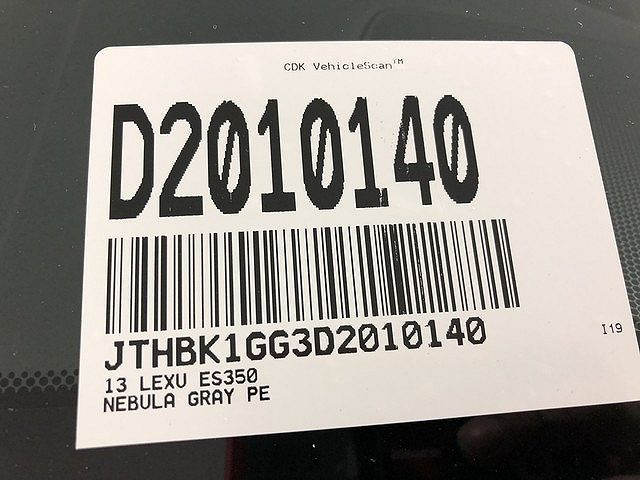 CDK VehicleScan™
D2010140
JTHBK1GG3D2010140
I19
13 LEXU ES350
NEBULA GRAY PE